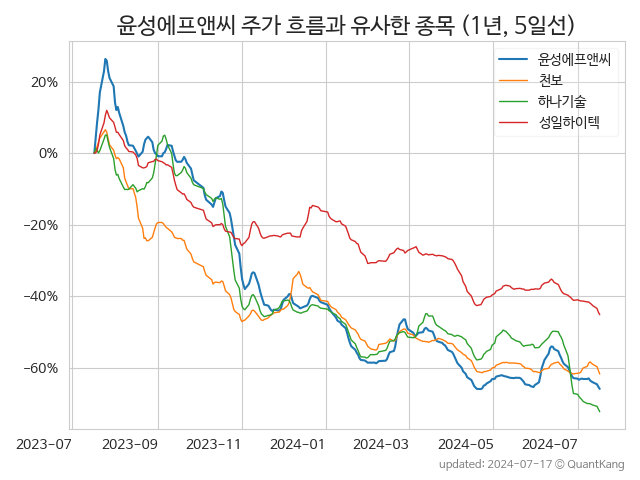 윤성에프앤씨 주가 흐름과 유사한 종목 (1년, 5일선)
윤성에프앤씨
천보
하나기술
성일하이텍
20%
0%
−20%
−40%
−60%
2023-07 2023-09 2023-11 2024-01 2024-03 2024-05 2024-07
updated: 2024-07-17 © QuantKang